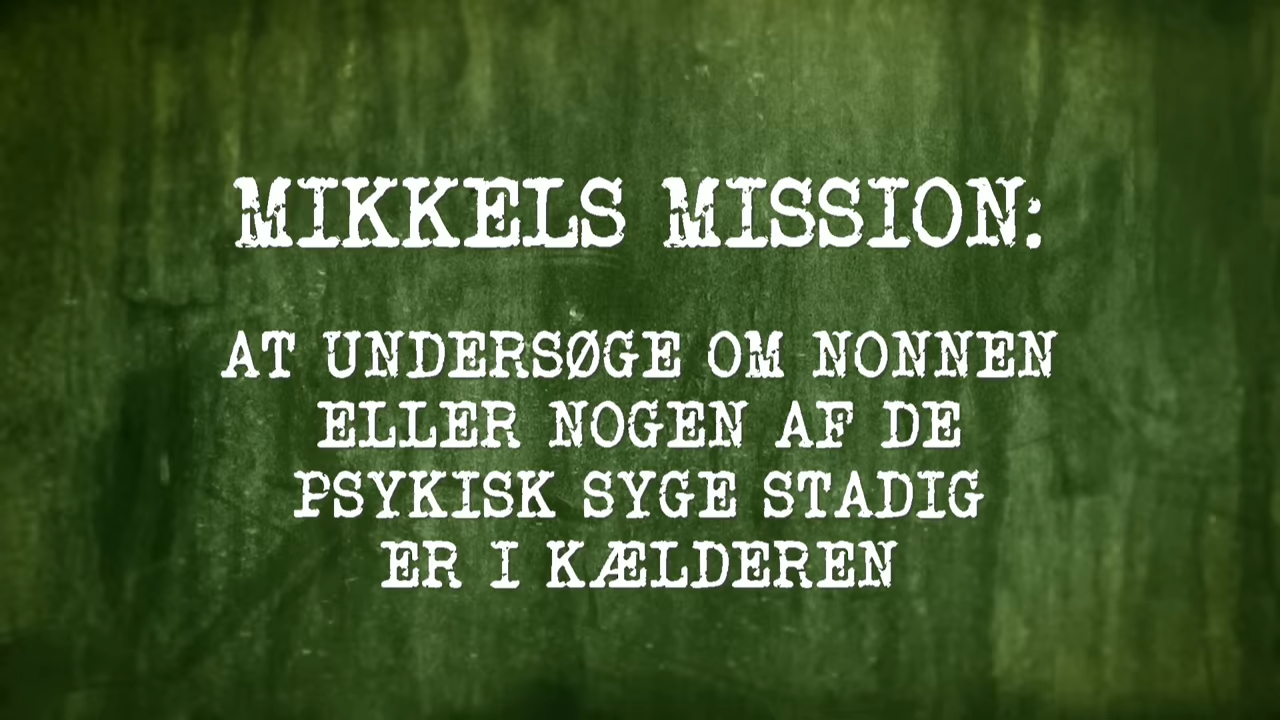 MIKKELS MISSION:
AT UNDERSØGE OM NONNEN
ELLER NOGEN AF DE
PSYKISK SYGE STADIG
ER I KÆLDEREN